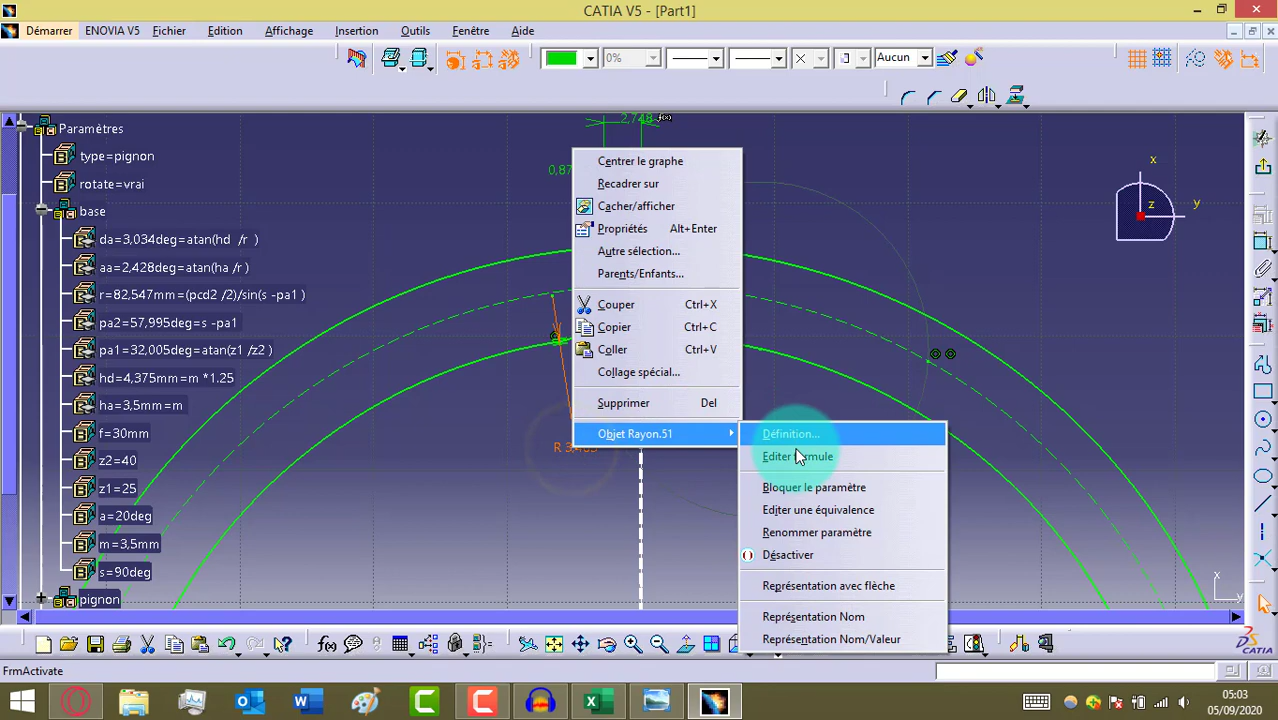 CATIA V5 - [Part1]
Démarrer ENOVIA V5 Fichier Edition Affichage Insertion Outils Fenêtre Aide
0% Aucun
Paramètres
type=pignon
rotate=vrai
base
da=3,034deg=atan(hd /r )
aa=2,428deg=atan(ha /r )
r=82,547mm=(pcd2 /2)/sin(s -pa1 )
pa2=57,995deg=s -pa1
pa1=32,005deg=atan(z1 /z2 )
hd=4,375mm=m *1.25
ha=3,5mm=m
f=30mm
z2=40
z1=25
a=20deg
m=3,5mm
s=90deg
pignon
2,748 f(x)
0,87
Centrer le graphe
Recadrer sur
Cacher/afficher
Propriétés Alt+Enter
Autre sélection...
Parents/Enfants...
Couper Ctrl+X
Copier Ctrl+C
Coller Ctrl+V
Collage spécial...
Supprimer Del
Objet Rayon.51
Définition...
Editer formule
Bloquer le paramètre
Editer une équivalence
Renommer paramètre
Désactiver
Représentation avec flèche
Représentation Nom
Représentation Nom/Valeur
x
z
y
x
y
CATIA
FrmActivate
05:03
05/09/2020